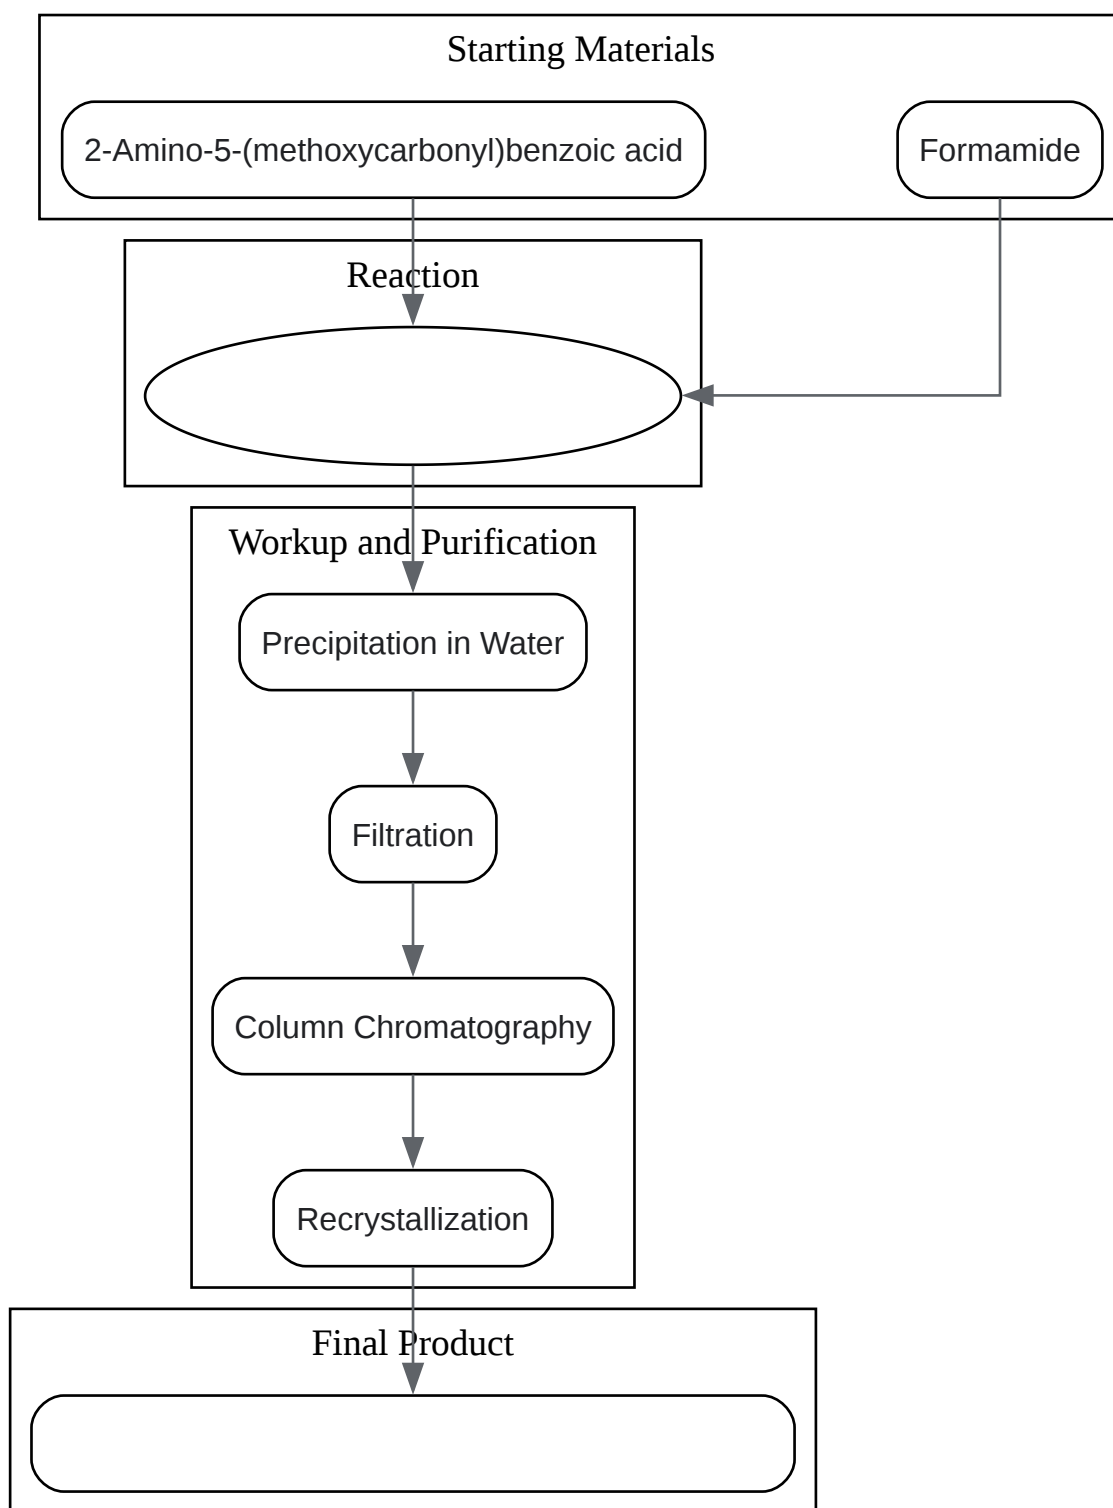 Starting Materials
2-Amino-5-(methoxycarbonyl)benzoic acid
Formamide
Reaction
Workup and Purification
Precipitation in Water
Filtration
Column Chromatography
Recrystallization
Final Product